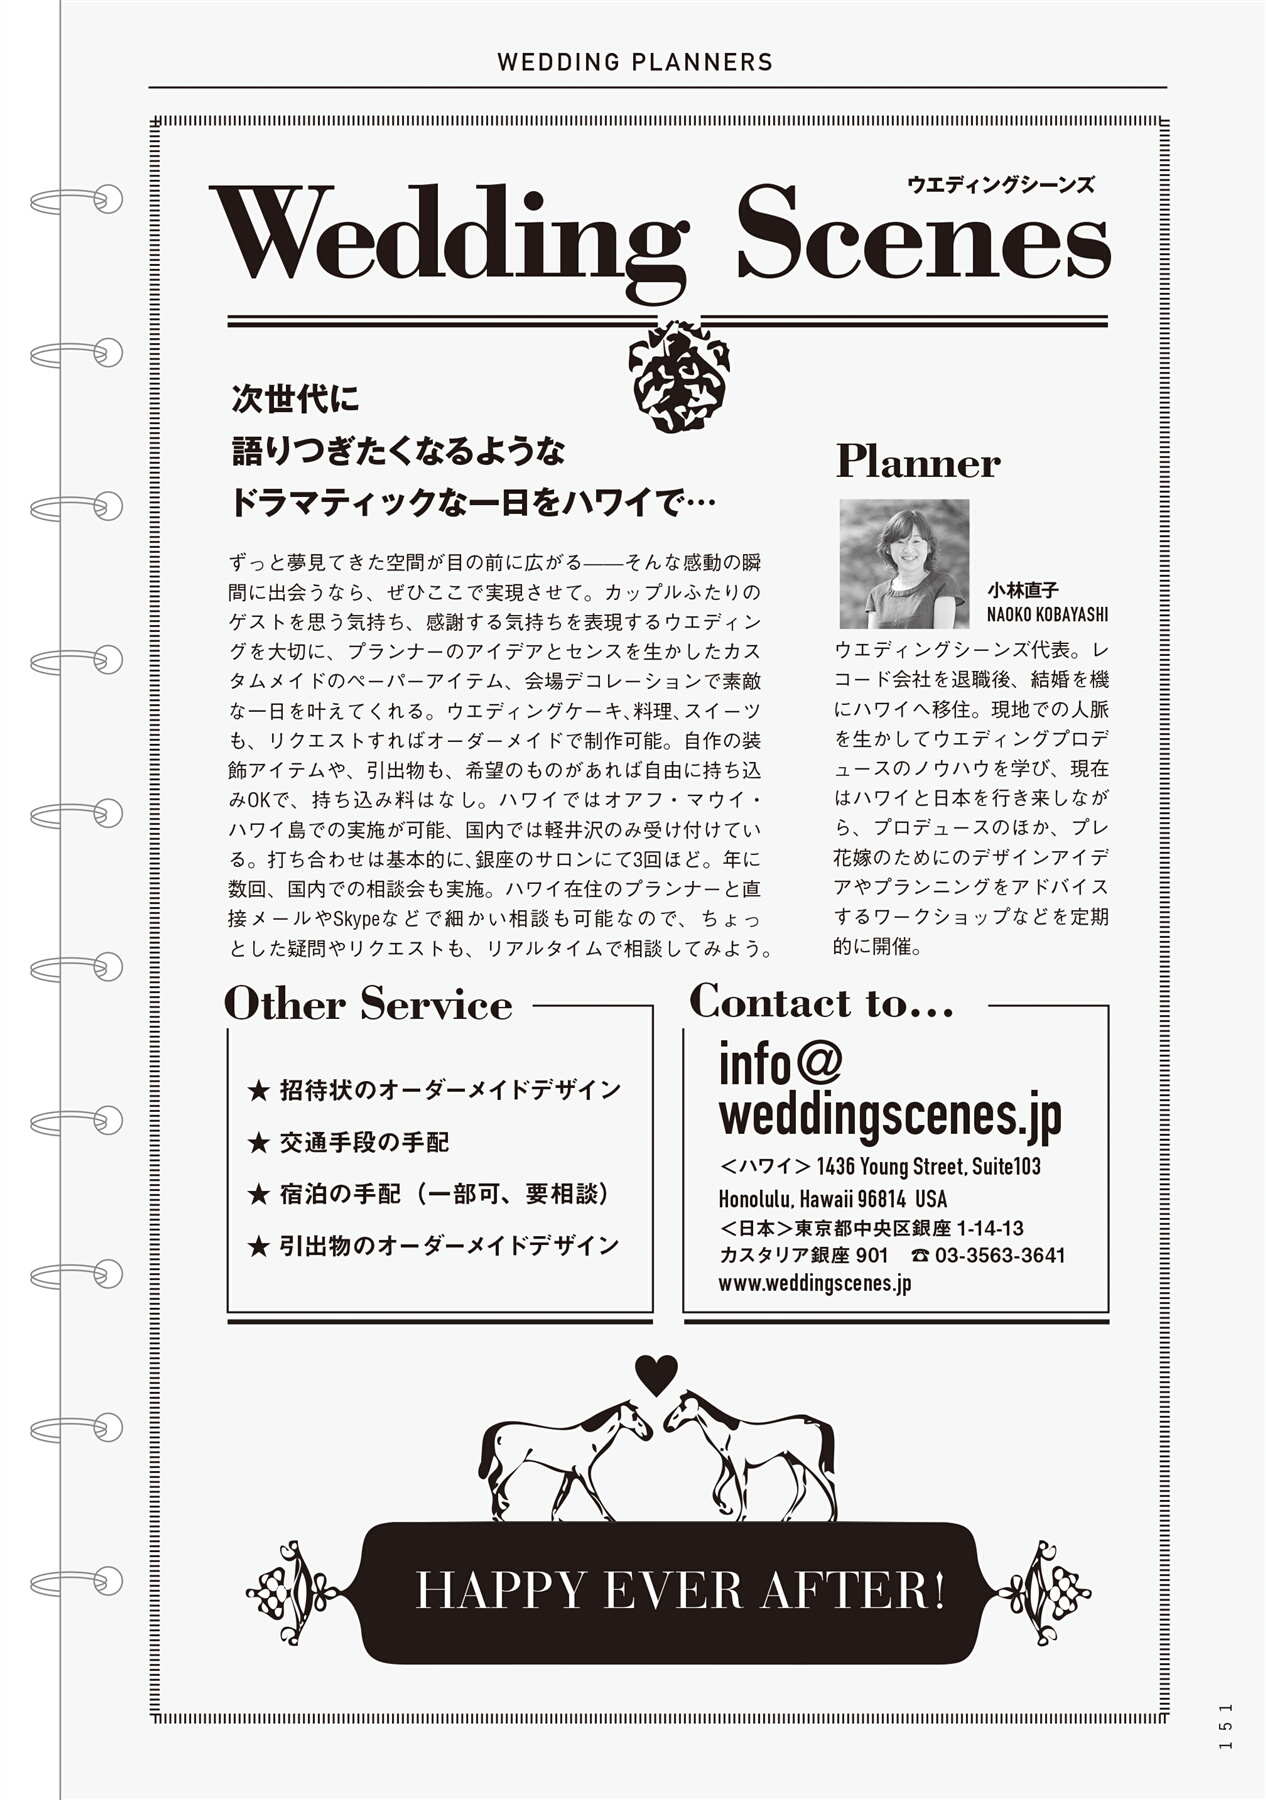 WEDDING PLANNERS
ウエディングシーンズ
Wedding Scenes
次世代に
語りつぎたくなるような
ドラマティックな一日をハワイで…
ずっと夢見てきた空間が目の前に広がる——そんな感動の瞬
間に出会うなら、ぜひここで実現させて。カップルふたりの
ゲストを思う気持ち、感謝する気持ちを表現するウエディン
グを大切に、プランナーのアイデアとセンスを生かしたカス
タムメイドのペーパーアイテム、会場デコレーションで素敵
な一日を叶えてくれる。ウエディングケーキ、料理、スイーツ
も、リクエストすればオーダーメイドで制作可能。自作の装
飾アイテムや、引出物も、希望のものがあれば自由に持ち込
みOKで、持ち込み料はなし。ハワイではオアフ・マウイ・
ハワイ島での実施が可能、国内では軽井沢のみ受け付けてい
る。打ち合わせは基本的に、銀座のサロンにて3回ほど。年に
数回、国内での相談会も実施。ハワイ在住のプランナーと直
接メールやSkypeなどで細かい相談も可能なので、ちょっ
とした疑問やリクエストも、リアルタイムで相談してみよう。
Planner
小林直子
NAOKO KOBAYASHI
ウエディングシーンズ代表。レ
コード会社を退職後、結婚を機
にハワイへ移住。現地での人脈
を生かしてウエディングプロデ
ュースのノウハウを学び、現在
はハワイと日本を行き来しなが
ら、プロデュースのほか、プレ
花嫁のためにのデザインアイデ
アやプランニングをアドバイス
するワークショップなどを定期
的に開催。
Other Service
★ 招待状のオーダーメイドデザイン
★ 交通手段の手配
★ 宿泊の手配（一部可、要相談）
★ 引出物のオーダーメイドデザイン
Contact to...
info@
weddingscenes.jp
＜ハワイ＞1436 Young Street, Suite103
Honolulu, Hawaii 96814 USA
＜日本＞東京都中央区銀座 1-14-13
カスタリア銀座 901 ☎ 03-3563-3641
www.weddingscenes.jp
HAPPY EVER AFTER!
151